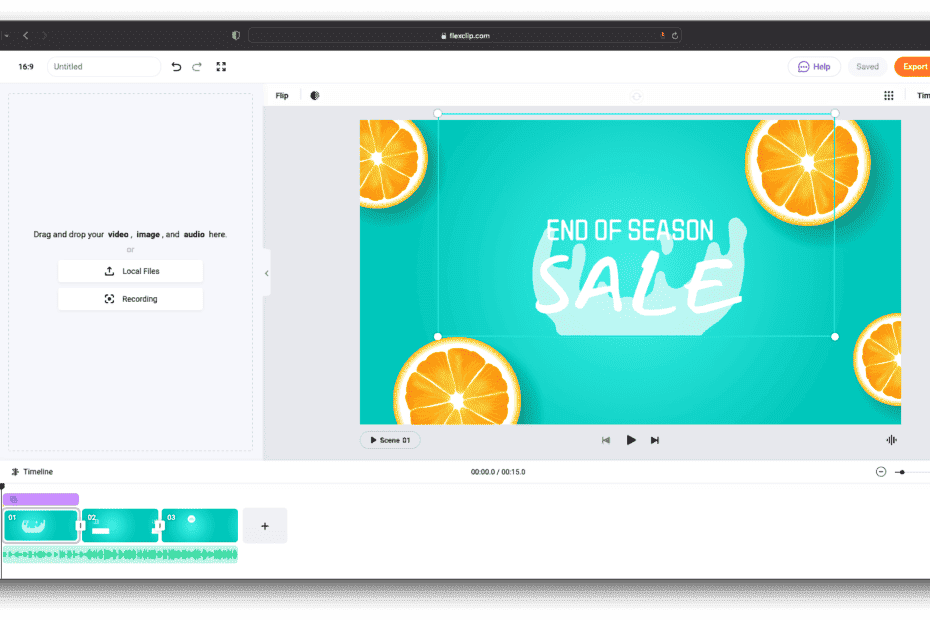 flexclip.com
16:9
Untitled
Help
Saved
Export
Flip
END OF SEASON
SALE
Drag and drop your video, image, and audio here.
or
Local Files
Recording
Scene 01
Timeline
00:00.0 / 00:15.0
01
02
03